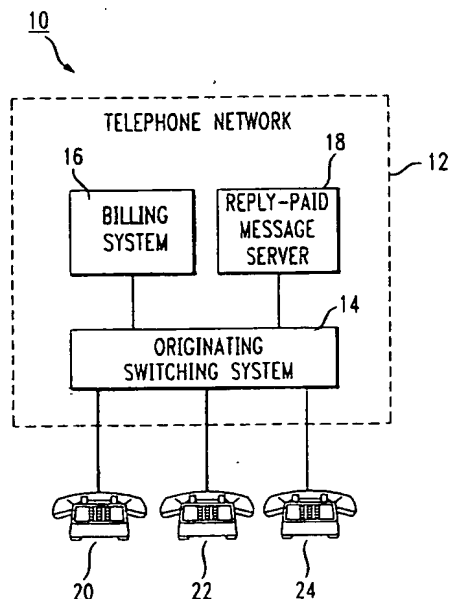 10
TELEPHONE NETWORK
12
16
BILLING
SYSTEM
18
REPLY-PAID
MESSAGE
SERVER
14
ORIGINATING
SWITCHING SYSTEM
20
22
24